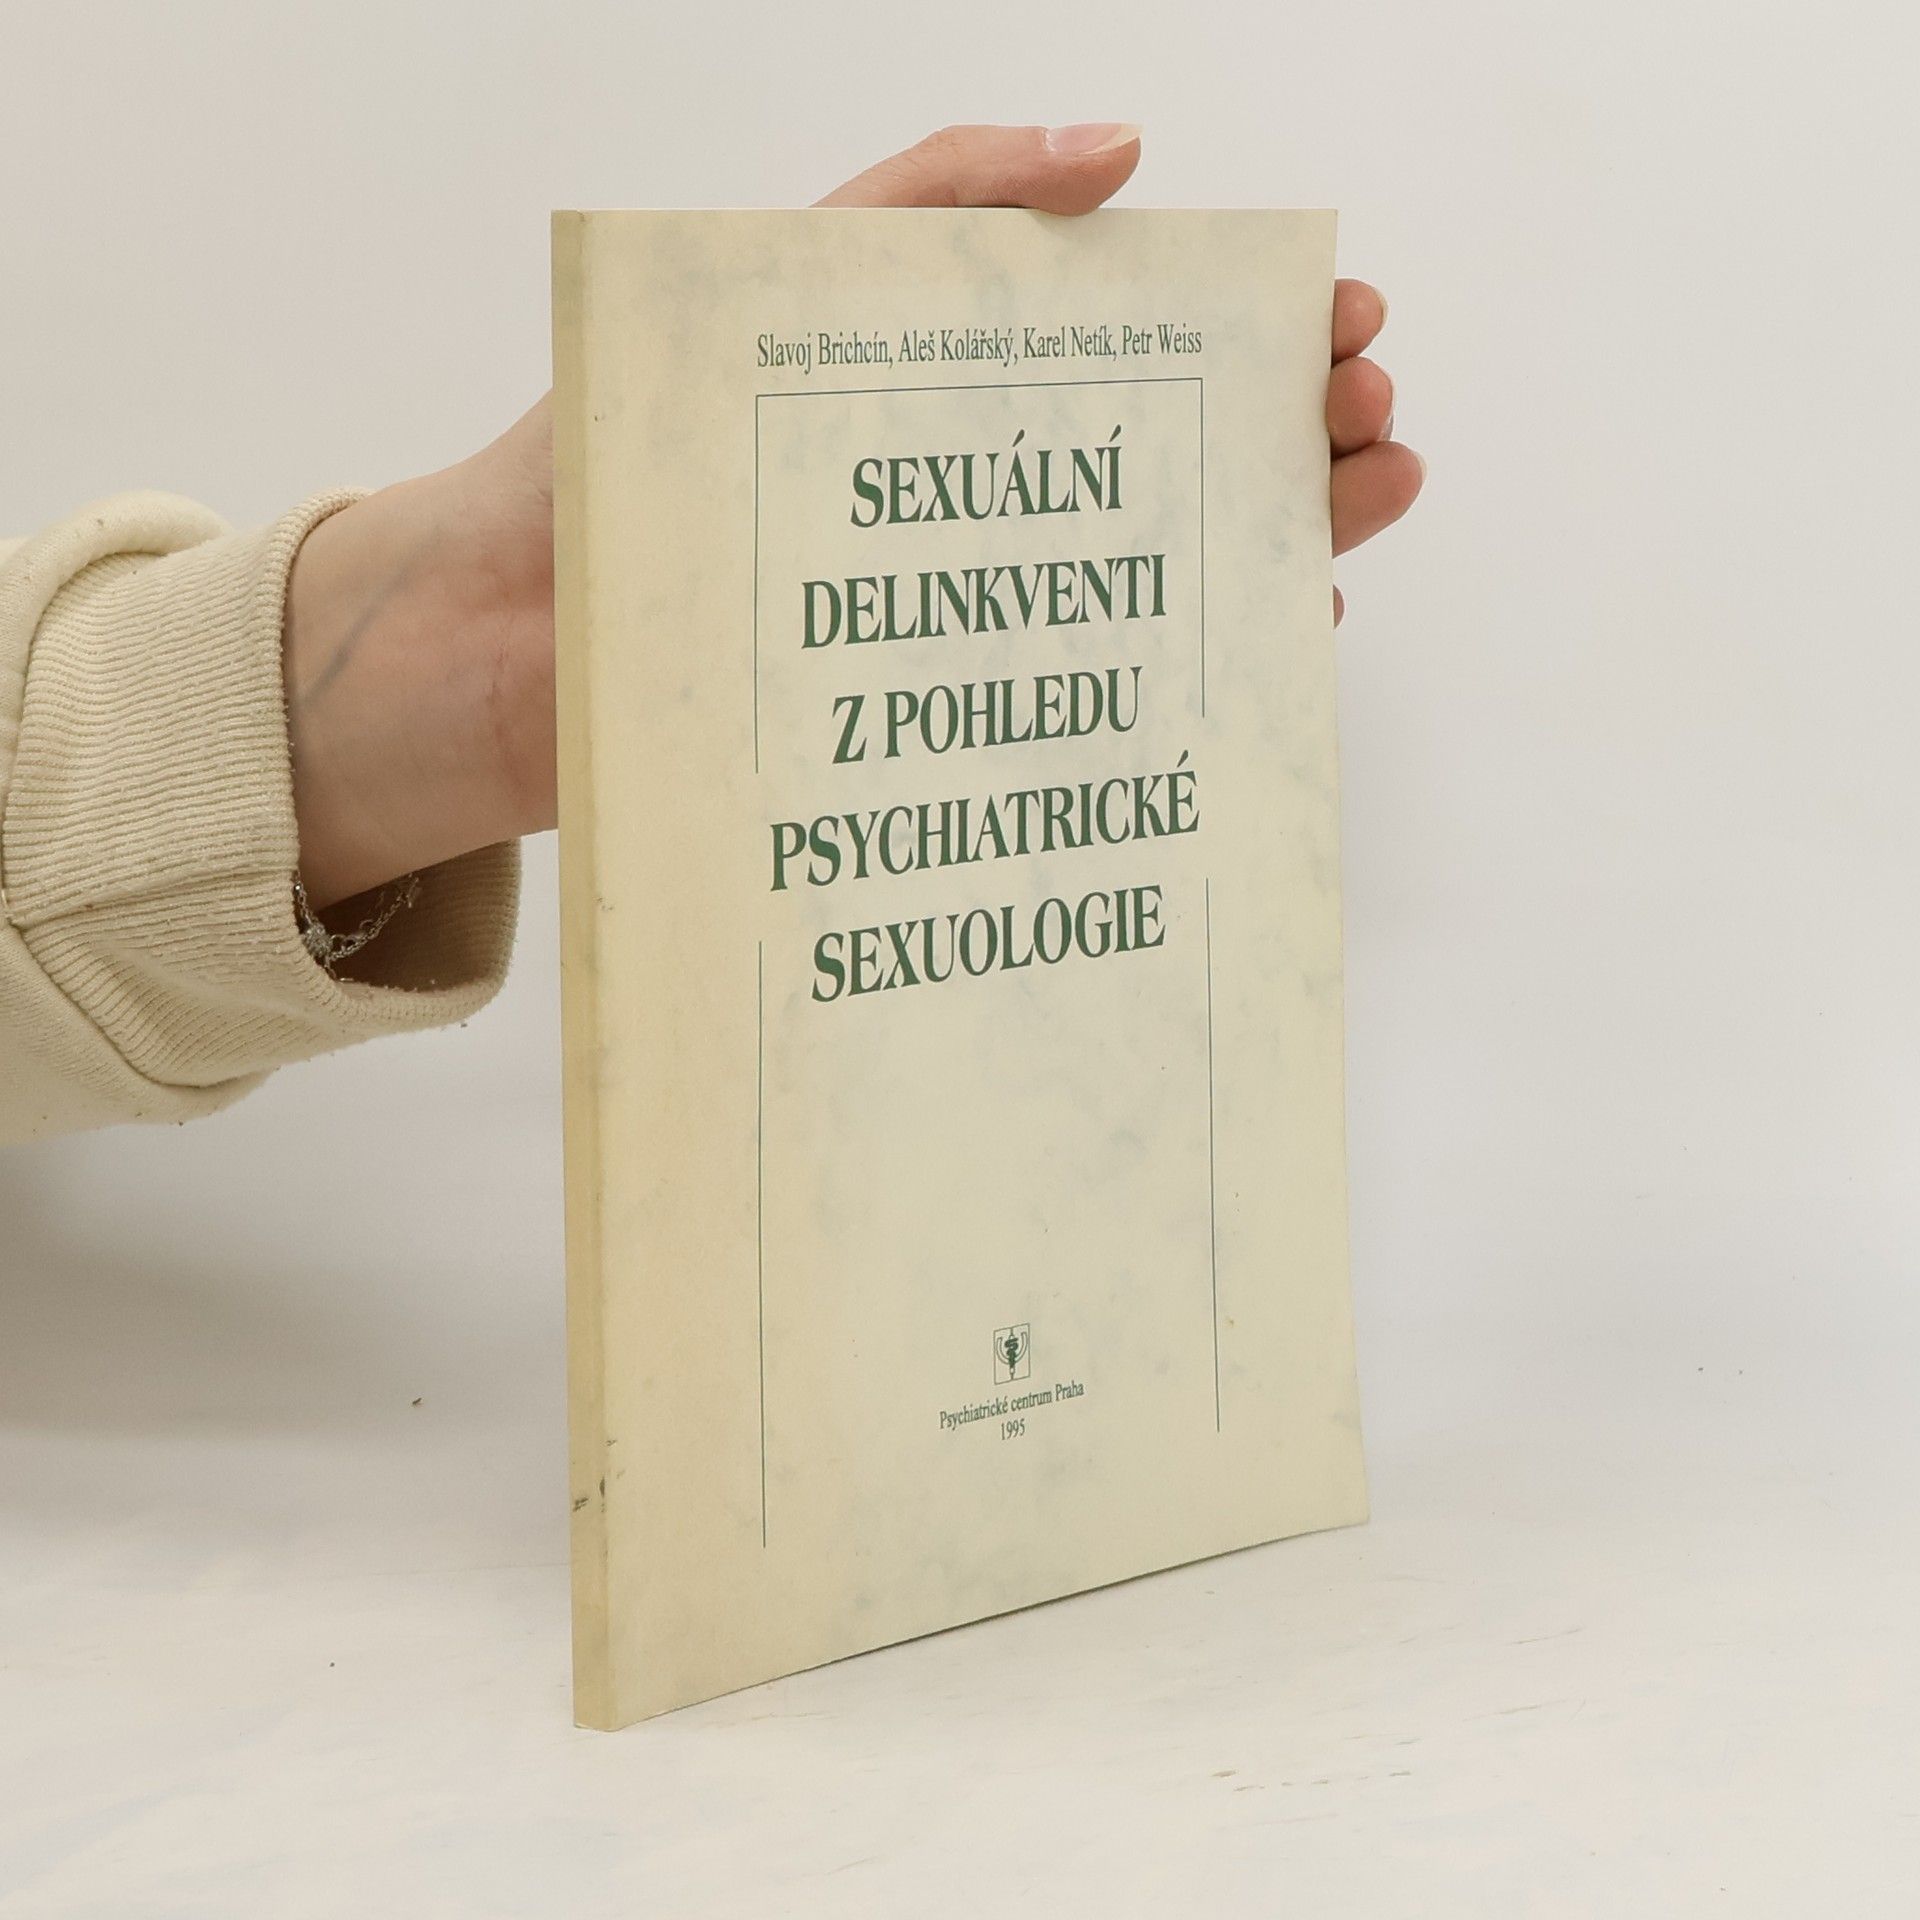 Slavoj Brichcín, Aleš Kolářský, Karel Netík, Petr Weiss
SEXUÁLNÍ
DELINKVENTI
Z POHLEDU
PSYCHIATRICKÉ
SEXUOLOGIE
Psychiatrické centrum Praha
1995